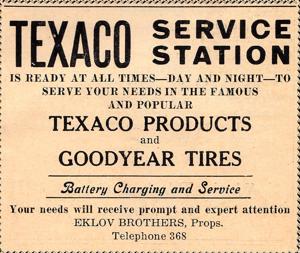 TEXACO SERVICE STATION
IS READY AT ALL TIMES—DAY AND NIGHT—TO
SERVE YOUR NEEDS IN THE FAMOUS
AND POPULAR
TEXACO PRODUCTS
and
GOODYEAR TIRES
Battery Charging and Service
Your needs will receive prompt and expert attention
EKLOV BROTHERS, Props.
Telephone 368